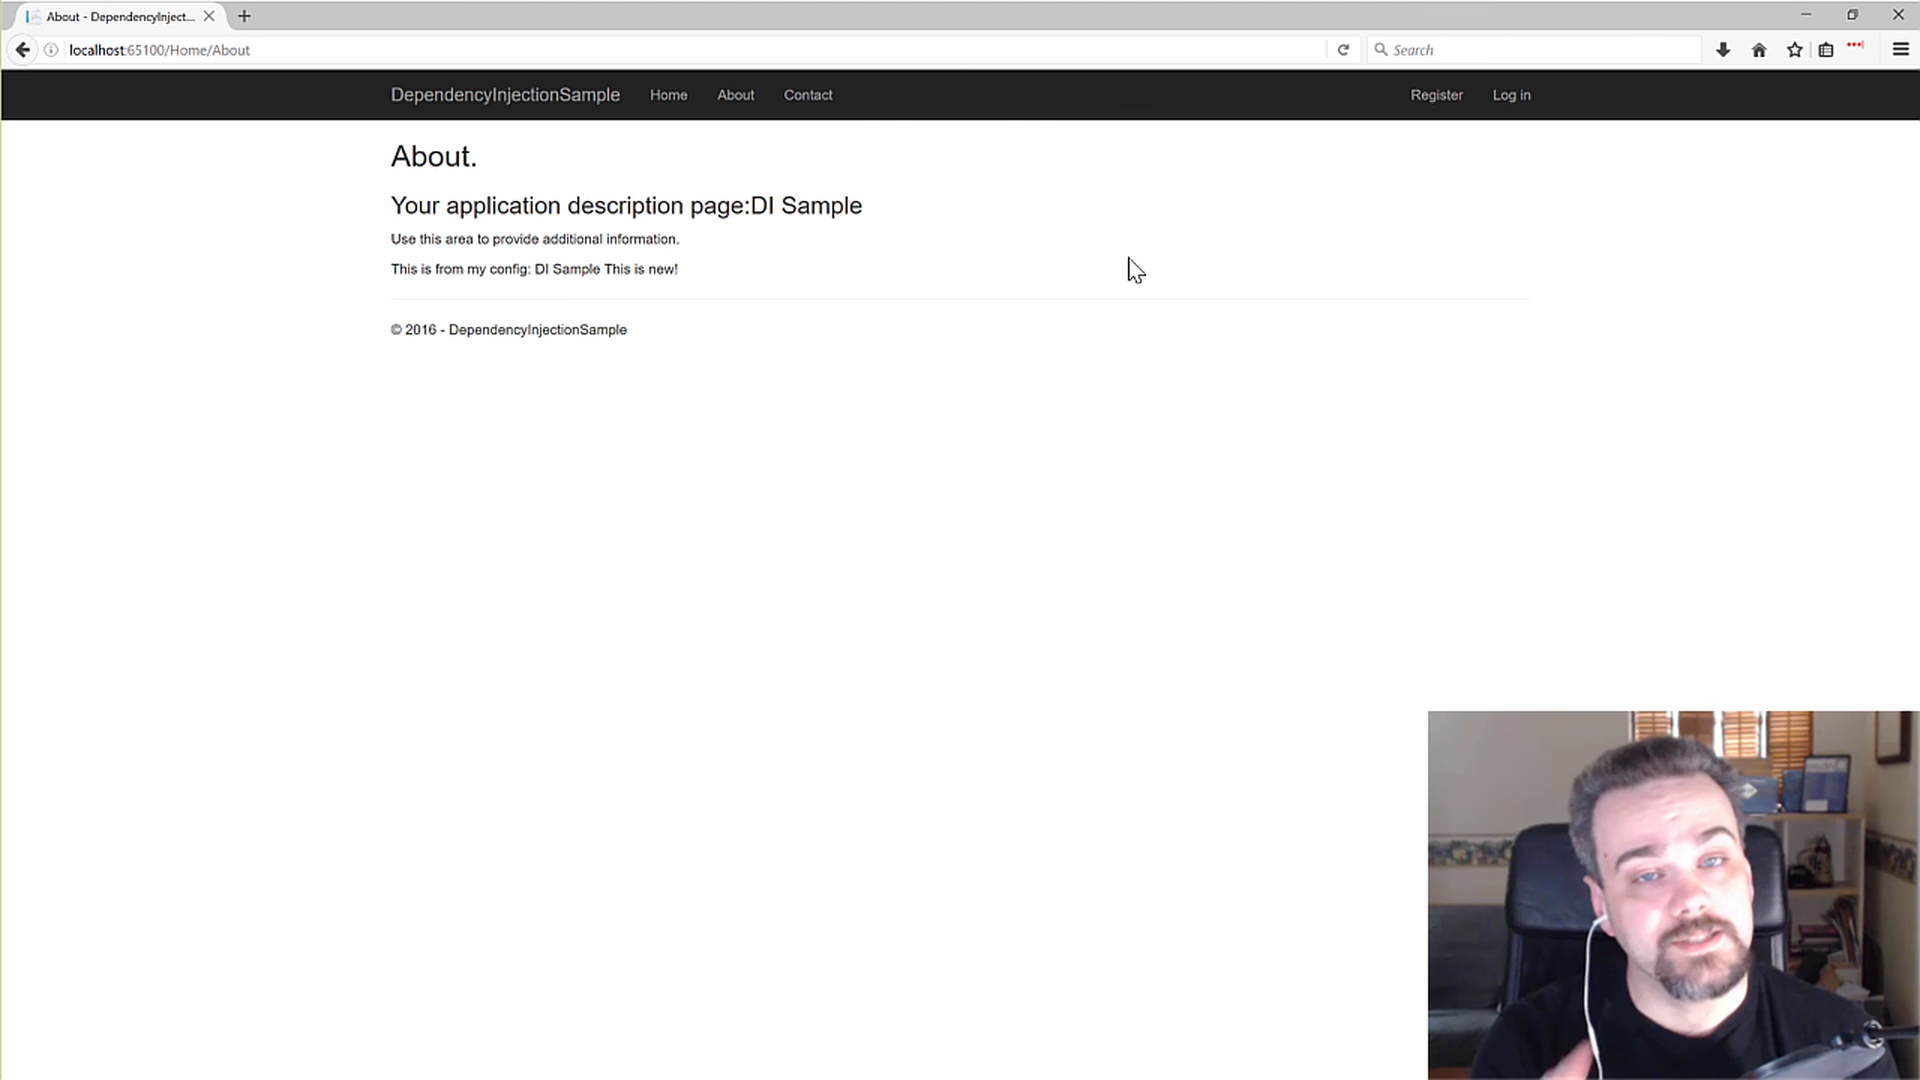 About - DependencyInject...
localhost:65100/Home/About
Search
DependencyInjectionSample
Home
About
Contact
Register
Log in
About.
Your application description page:DI Sample
Use this area to provide additional information.
This is from my config: DI Sample This is new!
© 2016 - DependencyInjectionSample